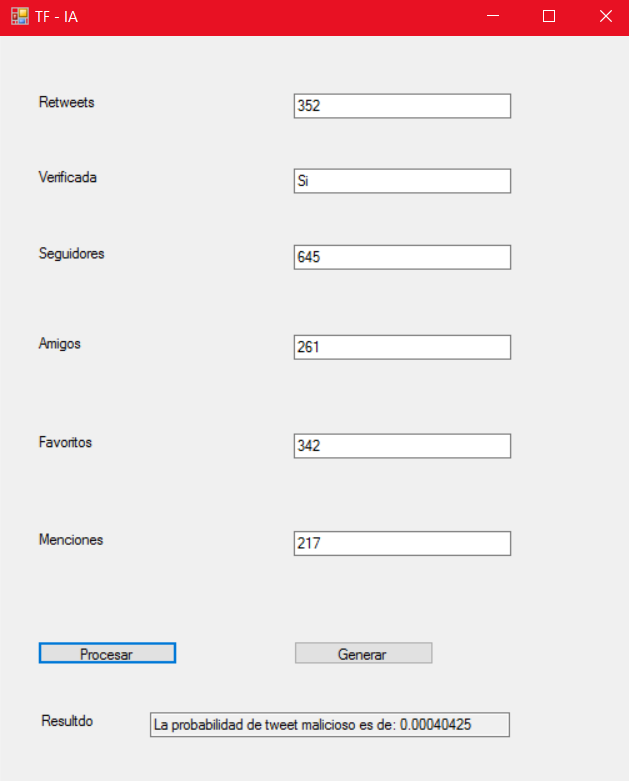 TF - IA
Retweets 352
Verificada Si
Seguidores 645
Amigos 261
Favoritos 342
Menciones 217
Procesar Generar
Resultdo La probabilidad de tweet malicioso es de: 0.00040425